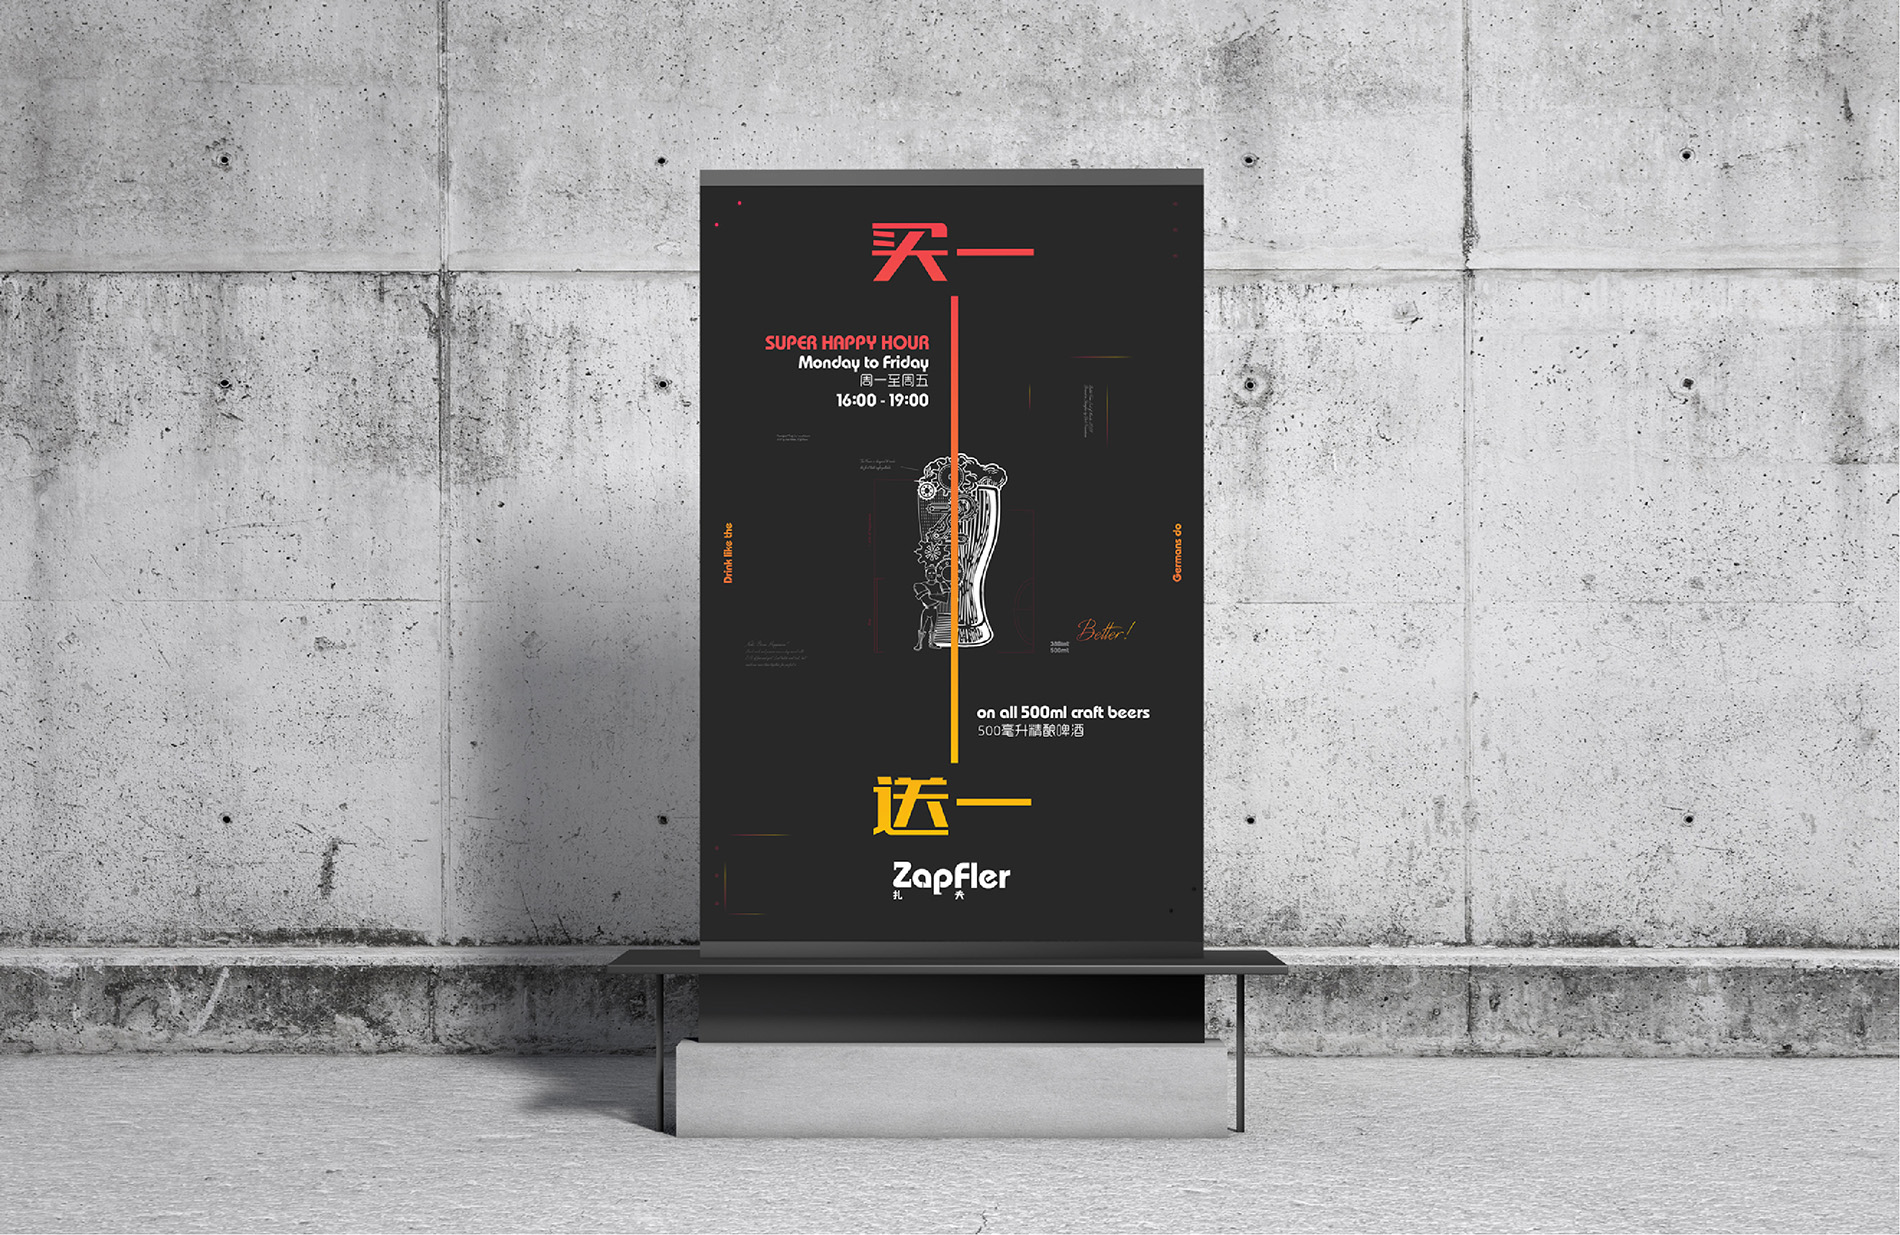 买一
SUPER HAPPY HOUR
Monday to Friday
周一至周五
16:00 - 19:00
Drink like the
Germans do
Better!
500ml
on all 500ml craft beers
500毫升精酿啤酒
送一
Zapfler
扎 夫